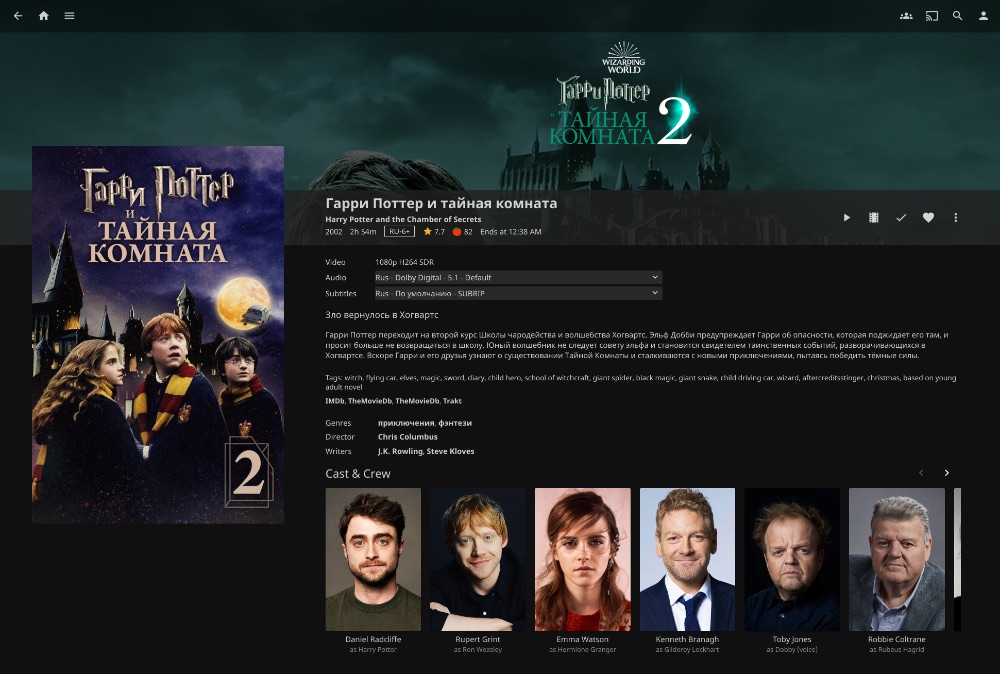 WIZARDING
WORLD
Гарри Поттер
и ТАЙНАЯ
КОМНАТА 2
Гарри Поттер
и
ТАЙНАЯ
КОМНАТА
2
Гарри Поттер и тайная комната
Harry Potter and the Chamber of Secrets
2002 2h 54m RU-6+ 7.7 82 Ends at 12:38 AM
Video 1080p H264 SDR
Audio Rus - Dolby Digital - 5.1 - Default
Subtitles Rus - По умолчанию - SUBRIP
Зло вернулось в Хогвартс
Гарри Поттер переходит на второй курс Школы чародейства и волшебства Хогвартс. Эльф Добби предупреждает Гарри об опасности, которая поджидает его там, и
просит больше не возвращаться в школу. Юный волшебник не следует совету эльфа и становится свидетелем таинственных событий, разворачивающихся в
Хогвартсе. Вскоре Гарри и его друзья узнают о существовании Тайной Комнаты и сталкиваются с новыми приключениями, пытаясь победить тёмные силы.
Tags: witch, flying car, elves, magic, sword, diary, child hero, school of witchcraft, giant spider, black magic, giant snake, child driving car, wizard, aftercreditsstinger, christmas, based on young
adult novel
IMDb, TheMovieDb, TheMovieDb, Trakt
Genres приключения, фэнтези
Director Chris Columbus
Writers J.K. Rowling, Steve Kloves
Cast & Crew
Daniel Radcliffe
as Harry Potter
Rupert Grint
as Ron Weasley
Emma Watson
as Hermione Granger
Kenneth Branagh
as Gilderoy Lockhart
Toby Jones
as Dobby (voice)
Robbie Coltrane
as Rubeus Hagrid